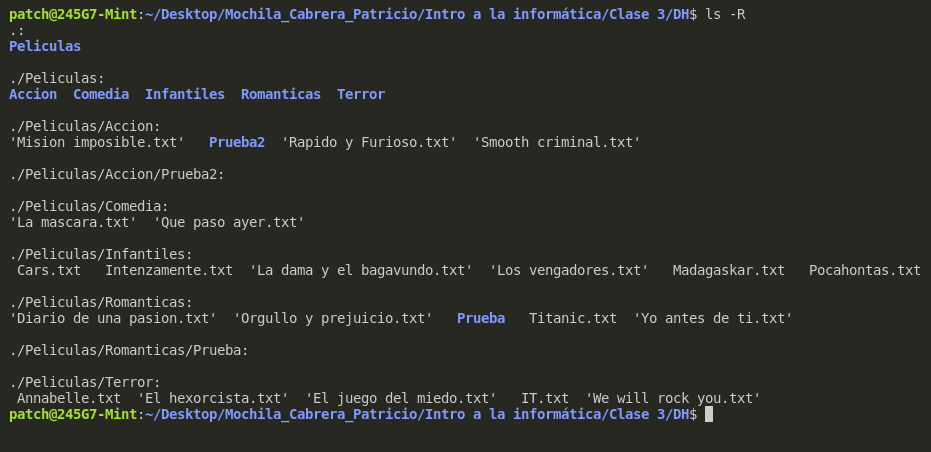 patch@245G7-Mint:~/Desktop/Mochila_Cabrera_Patricio/Intro a la informática/Clase 3/DH$ ls -R
.:
Peliculas
./Peliculas:
Accion  Comedia  Infantiles  Romanticas  Terror
./Peliculas/Accion:
'Mision imposible.txt'   Prueba2  'Rapido y Furioso.txt'  'Smooth criminal.txt'
./Peliculas/Accion/Prueba2:
./Peliculas/Comedia:
'La mascara.txt'  'Que paso ayer.txt'
./Peliculas/Infantiles:
 Cars.txt   Intenzamente.txt  'La dama y el bagavundo.txt'  'Los vengadores.txt'   Madagaskar.txt   Pocahontas.txt
./Peliculas/Romanticas:
'Diario de una pasion.txt'  'Orgullo y prejuicio.txt'   Prueba   Titanic.txt  'Yo antes de ti.txt'
./Peliculas/Romanticas/Prueba:
./Peliculas/Terror:
 Annabelle.txt  'El hexorcista.txt'  'El juego del miedo.txt'   IT.txt  'We will rock you.txt'
patch@245G7-Mint:~/Desktop/Mochila_Cabrera_Patricio/Intro a la informática/Clase 3/DH$